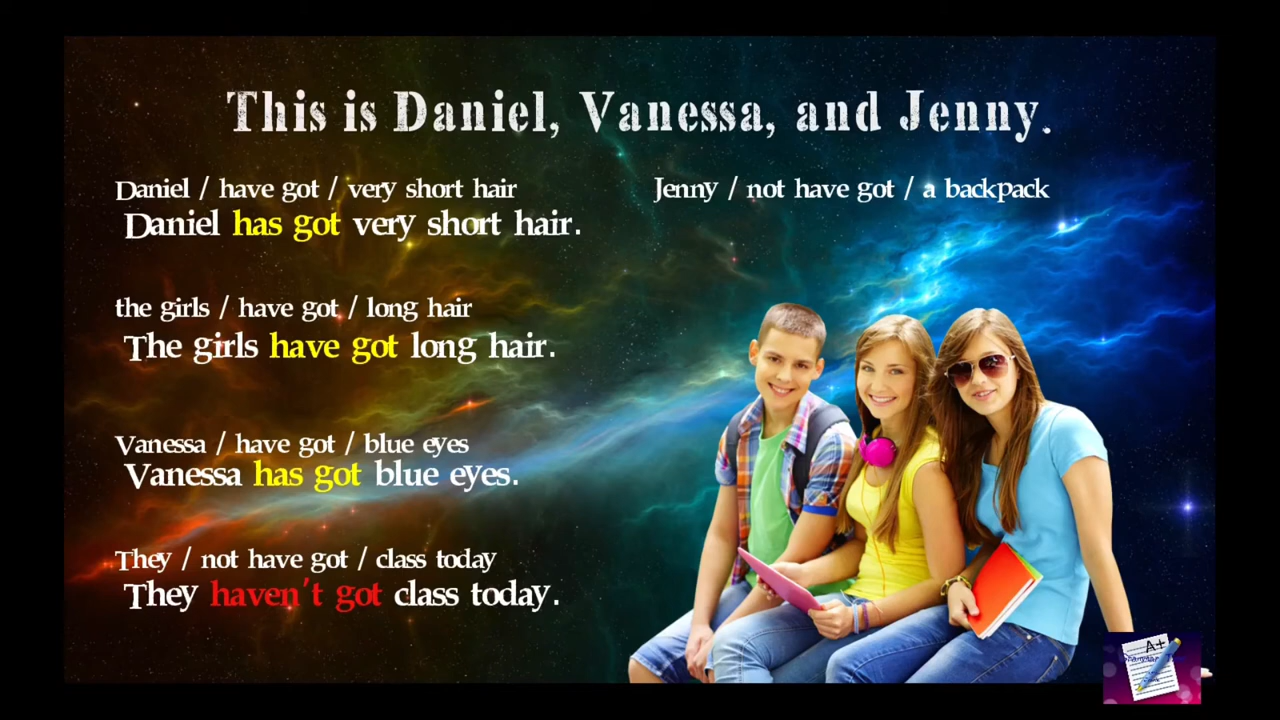 This is Daniel, Vanessa, and Jenny.
Daniel / have got / very short hair
Daniel has got very short hair.
the girls / have got / long hair
The girls have got long hair.
Vanessa / have got / blue eyes
Vanessa has got blue eyes.
They / not have got / class today
They haven't got class today.
Jenny / not have got / a backpack
A+